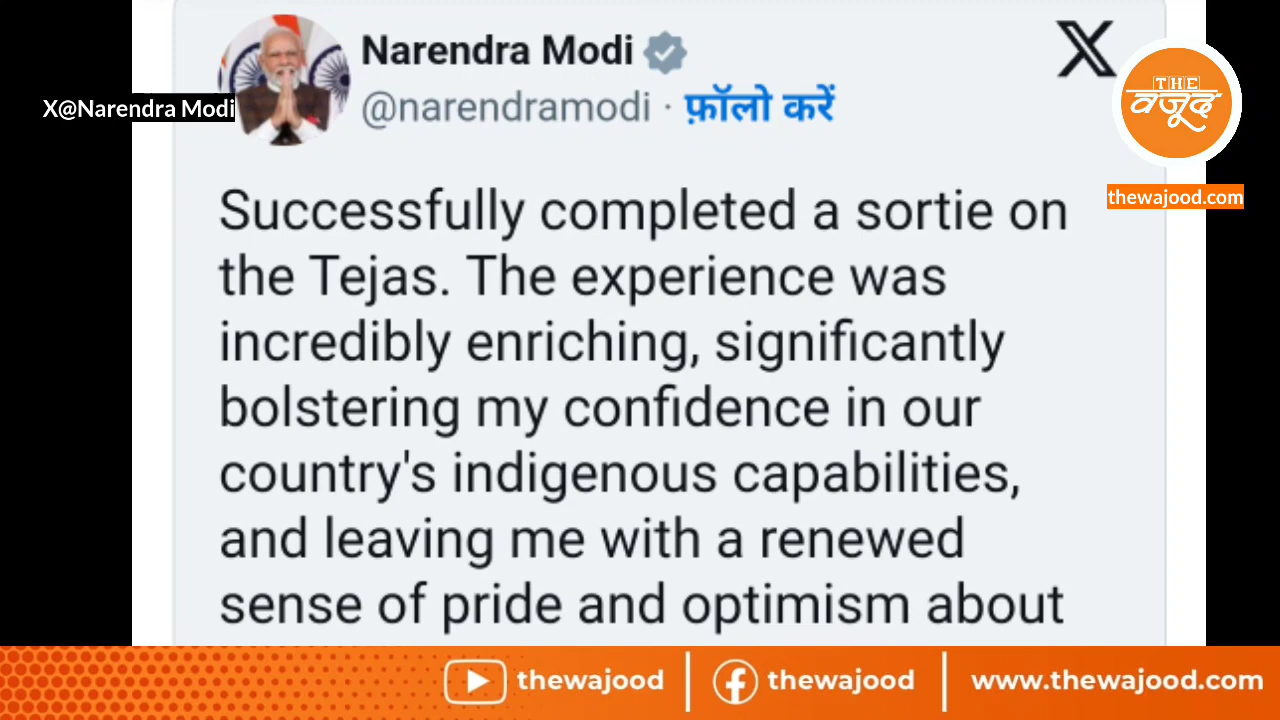 Narendra Modi
X
@narendramodi · फ़ॉलो करें
X@Narendra Modi
THE
वजूद
thewajood.com
Successfully completed a sortie on
the Tejas. The experience was
incredibly enriching, significantly
bolstering my confidence in our
country's indigenous capabilities,
and leaving me with a renewed
sense of pride and optimism about
thewajood
thewajood
www.thewajood.com